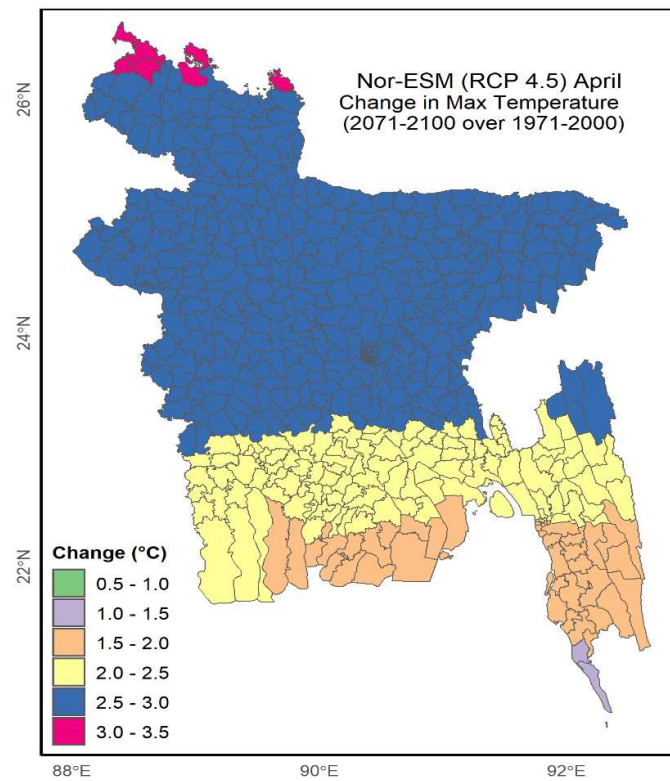 Nor-ESM (RCP 4.5) April
Change in Max Temperature
(2071-2100 over 1971-2000)
26°N
24°N
22°N
Change (°C)
0.5 - 1.0
1.0 - 1.5
1.5 - 2.0
2.0 - 2.5
2.5 - 3.0
3.0 - 3.5
88°E
90°E
92°E